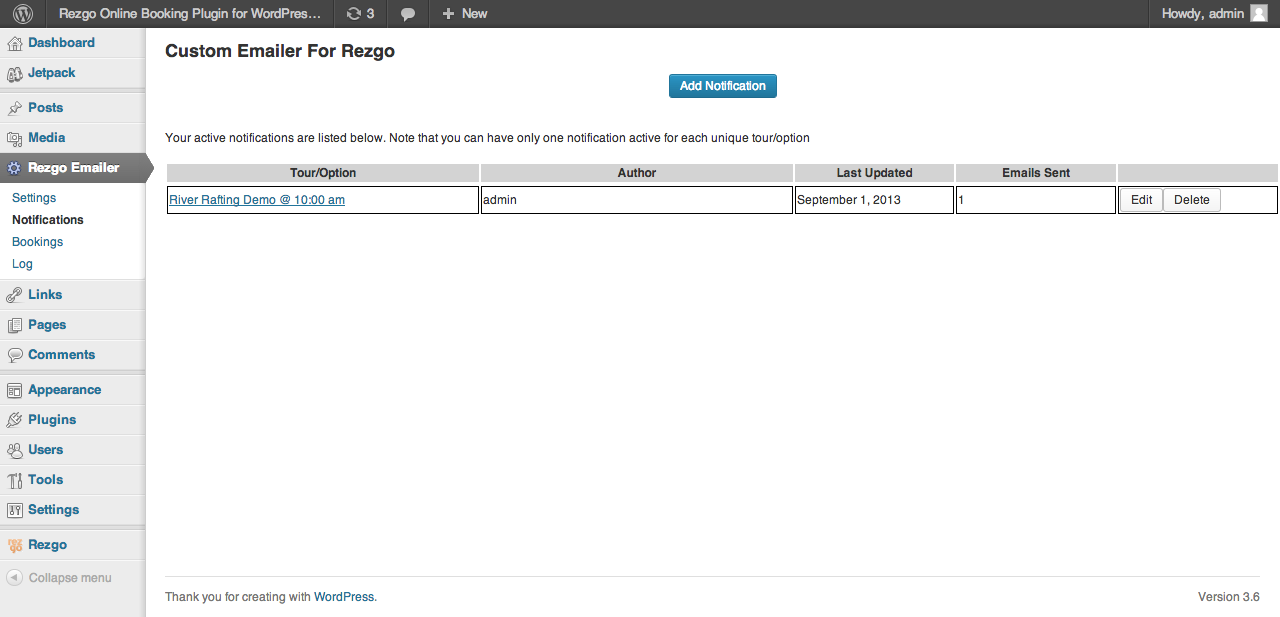 Rezgo Online Booking Plugin for WordPres… 3 New Howdy, admin
Dashboard
Jetpack
Posts
Media
Rezgo Emailer
Settings
Notifications
Bookings
Log
Links
Pages
Comments
Appearance
Plugins
Users
Tools
Settings
Rezgo
Collapse menu
Custom Emailer For Rezgo
Add Notification
Your active notifications are listed below. Note that you can have only one notification active for each unique tour/option
Tour/Option Author Last Updated Emails Sent
River Rafting Demo @ 10:00 am admin September 1, 2013 1 Edit Delete
Thank you for creating with WordPress. Version 3.6